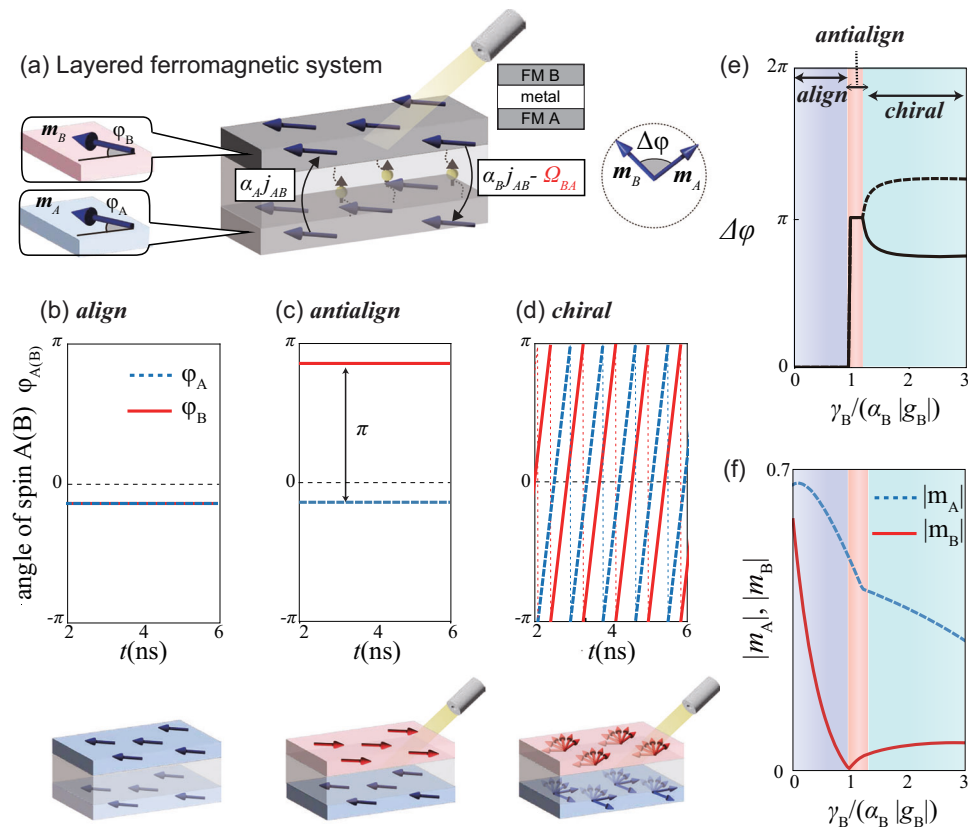 (a) Layered ferromagnetic system
FM B
metal
FM A
m_B
φ_B
m_A
φ_A
α_A j_AB
α_B j_AB - Ω_BA
Δφ
m_B
m_A
(b) align
π
0
-π
angle of spin A(B) φ_A(B)
φ_A
φ_B
2
4
6
t(ns)
(c) antialign
π
2
4
6
t(ns)
(d) chiral
π
0
-π
2
4
6
t(ns)
(e)
antialign
align
chiral
2π
π
0
Δφ
0
1
2
3
γ_B/(α_B |g_B|)
(f)
0.7
0
|m_A|, |m_B|
|m_A|
|m_B|
0
1
2
3
γ_B/(α_B |g_B|)